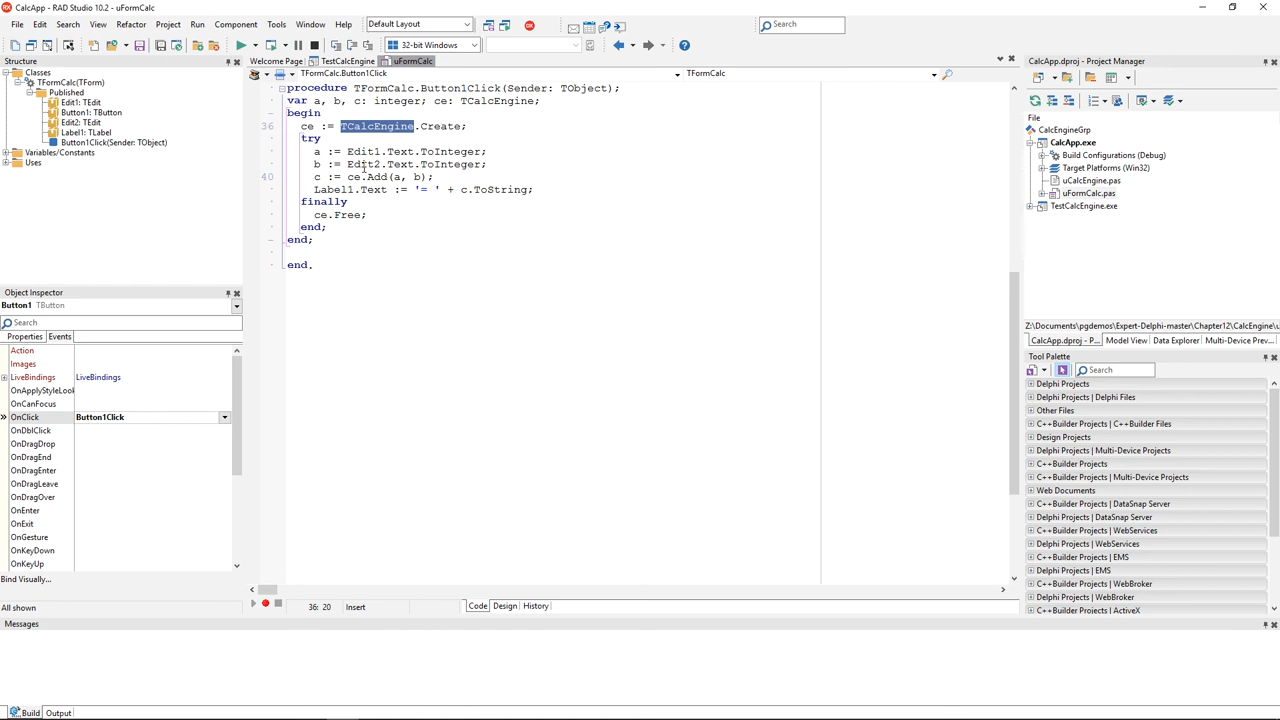 CalcApp - RAD Studio 10.2 - uFormCalc
File Edit Search View Refactor Project Run Component Tools Window Help Default Layout Search
32-bit Windows
Structure
Classes
TFormCalc(TForm)
Published
Edit1: TEdit
Button1: TButton
Edit2: TEdit
Label1: TLabel
Button1Click(Sender: TObject)
Variables/Constants
Uses
Object Inspector
Button1 TButton
Search
Properties Events
Action
Images
LiveBindings LiveBindings
OnApplyStyleLook
OnCanFocus
OnClick Button1Click
OnDblClick
OnDragDrop
OnDragEnd
OnDragEnter
OnDragLeave
OnDragOver
OnEnter
OnExit
OnGesture
OnKeyDown
OnKeyUp
Bind Visually...
All shown
Welcome Page TestCalcEngine uFormCalc
TFormCalc.Button1Click TFormCalc
procedure TFormCalc.Button1Click(Sender: TObject);
var a, b, c: integer; ce: TCalcEngine;
begin
36 ce := TCalcEngine.Create;
try
a := Edit1.Text.ToInteger;
b := Edit2.Text.ToInteger;
40 c := ce.Add(a, b);
Label1.Text := '= ' + c.ToString;
finally
ce.Free;
end;
end;
end.
36: 20 Insert Code Design History
CalcApp.dproj - Project Manager
File
CalcEngineGrp
CalcApp.exe
Build Configurations (Debug)
Target Platforms (Win32)
uCalcEngine.pas
uFormCalc.pas
TestCalcEngine.exe
Z:\Documents\pgdemos\Expert-Delphi-master\Chapter12\CalcEngine\u
CalcApp.dproj - P... Model View Data Explorer Multi-Device Prev...
Tool Palette
Search
Delphi Projects
Delphi Projects | Delphi Files
Other Files
C++Builder Projects | C++Builder Files
Design Projects
Delphi Projects | Multi-Device Projects
C++Builder Projects
C++Builder Projects | Multi-Device Projects
Web Documents
C++Builder Projects | DataSnap Server
Delphi Projects | DataSnap Server
C++Builder Projects | WebServices
Delphi Projects | WebServices
C++Builder Projects | EMS
Delphi Projects | EMS
C++Builder Projects | WebBroker
Delphi Projects | WebBroker
C++Builder Projects | ActiveX
Messages
Build Output